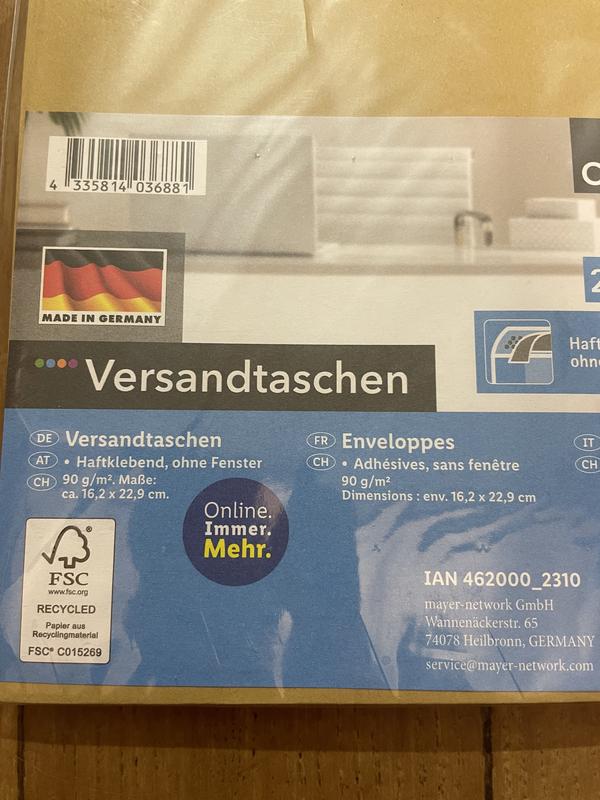 4 335814 036881
MADE IN GERMANY
Versandtaschen
Haft
ohne
DE Versandtaschen
AT • Haftklebend, ohne Fenster
CH 90 g/m². Maße:
ca. 16,2 x 22,9 cm.
FR Enveloppes
CH • Adhésives, sans fenêtre
90 g/m²
Dimensions : env. 16,2 x 22,9 cm
IT
CH
Online.
Immer.
Mehr.
FSC ®
www.fsc.org
RECYCLED
Papier aus
Recyclingmaterial
FSC® C015269
IAN 462000_2310
mayer-network GmbH
Wannenäckerstr. 65
74078 Heilbronn, GERMANY
service@mayer-network.com